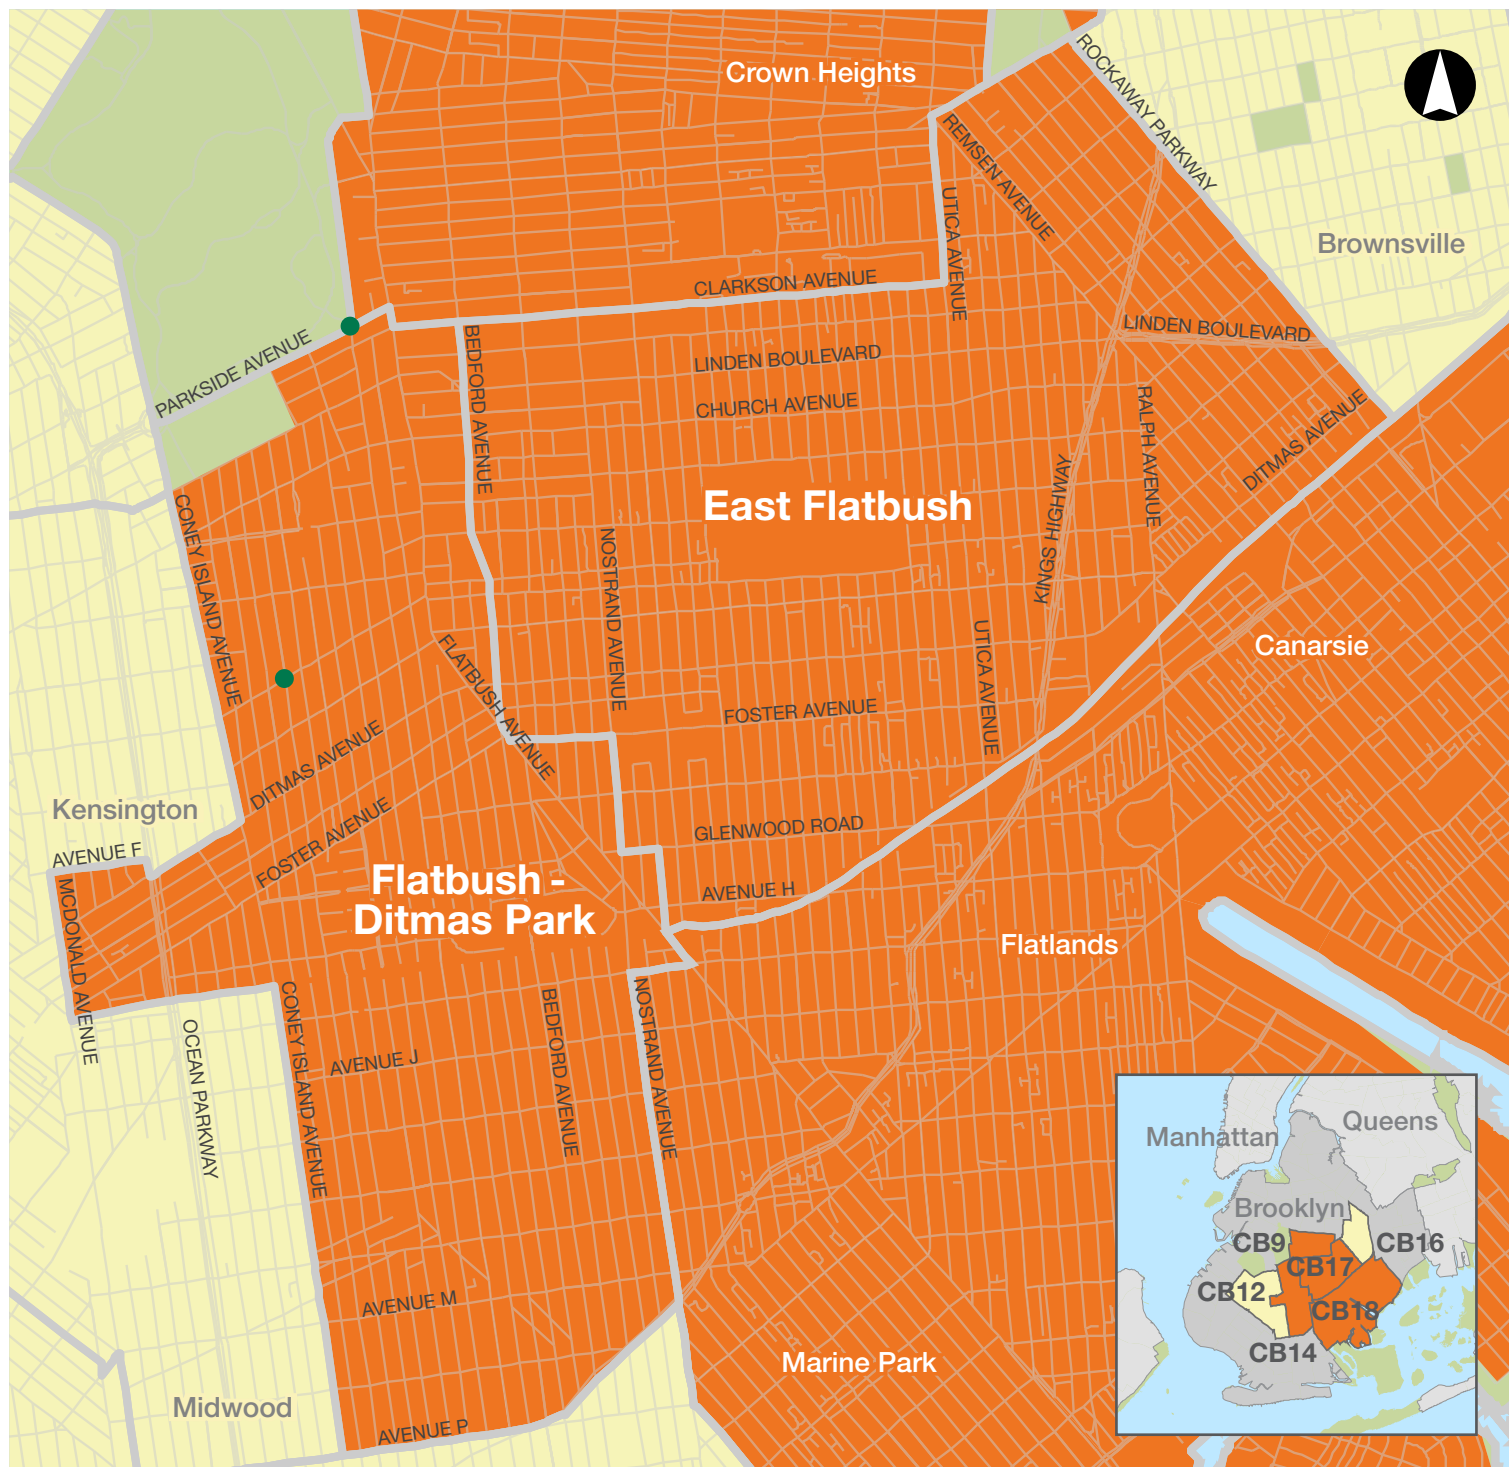 Crown Heights
ROCKAWAY PARKWAY
REMSEN AVENUE
UTICA AVENUE
Brownsville
CLARKSON AVENUE
LINDEN BOULEVARD
PARKSIDE AVENUE
BEDFORD AVENUE
LINDEN BOULEVARD
CHURCH AVENUE
RALPH AVENUE
DITMAS AVENUE
East Flatbush
KINGS HIGHWAY
CONEY ISLAND AVENUE
NOSTRAND AVENUE
FLATBUSH AVENUE
UTICA AVENUE
Canarsie
FOSTER AVENUE
DITMAS AVENUE
Kensington
FOSTER AVENUE
GLENWOOD ROAD
AVENUE F
MCDONALD AVENUE
Flatbush -
Ditmas Park
AVENUE H
Flatlands
CONEY ISLAND AVENUE
BEDFORD AVENUE
NOSTRAND AVENUE
OCEAN PARKWAY
AVENUE J
AVENUE M
Marine Park
Midwood
AVENUE P
Queens
Manhattan
Brooklyn
CB9
CB16
CB17
CB12
CB18
CB14